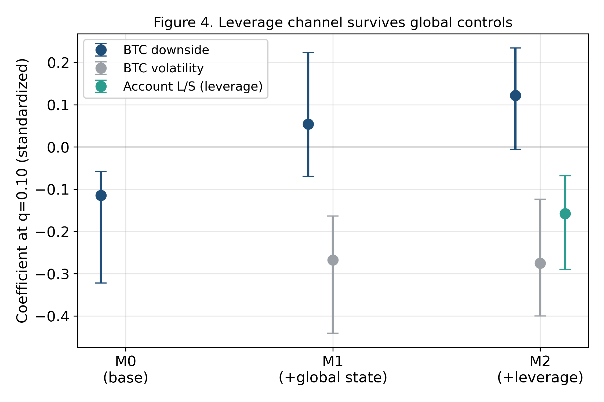 Figure 4. Leverage channel survives global controls
BTC downside
BTC volatility
Account L/S (leverage)
Coefficient at q=0.10 (standardized)
0.2
0.1
0.0
−0.1
−0.2
−0.3
−0.4
M0
(base)
M1
(+global state)
M2
(+leverage)